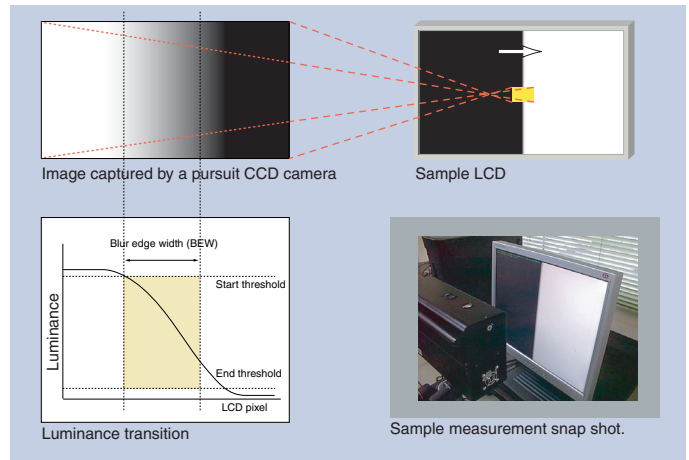 Image captured by a pursuit CCD camera
Sample LCD
Blur edge width (BEW)
Start threshold
Luminance
End threshold
LCD pixel
Luminance transition
Sample measurement snap shot.